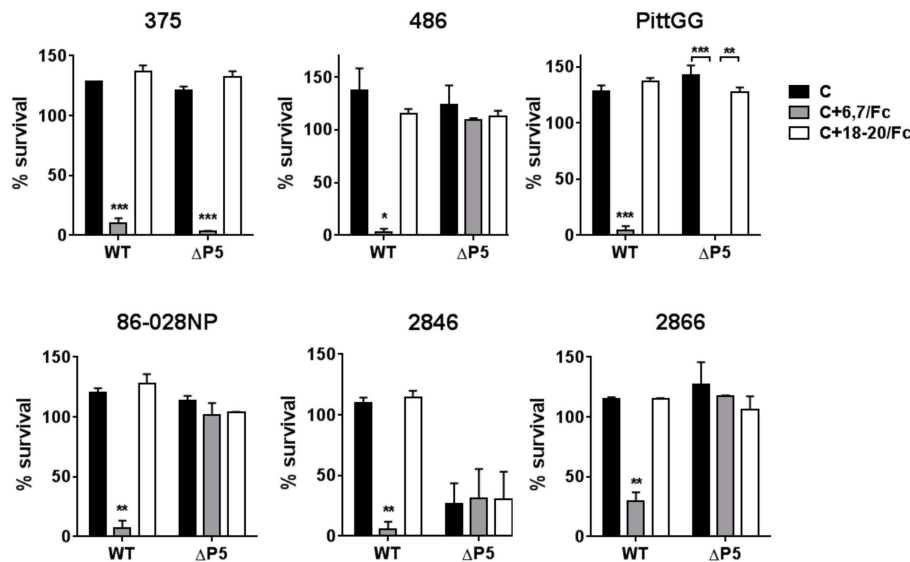 375
486
PittGG
% survival
150
100
50
0
***
***
WT
ΔP5
% survival
150
100
50
0
*
WT
ΔP5
% survival
150
100
50
0
***
***
**
WT
ΔP5
C
C+6,7/Fc
C+18-20/Fc
86-028NP
2846
2866
% survival
150
100
50
0
**
WT
ΔP5
% survival
150
100
50
0
**
WT
ΔP5
% survival
150
100
50
0
**
WT
ΔP5